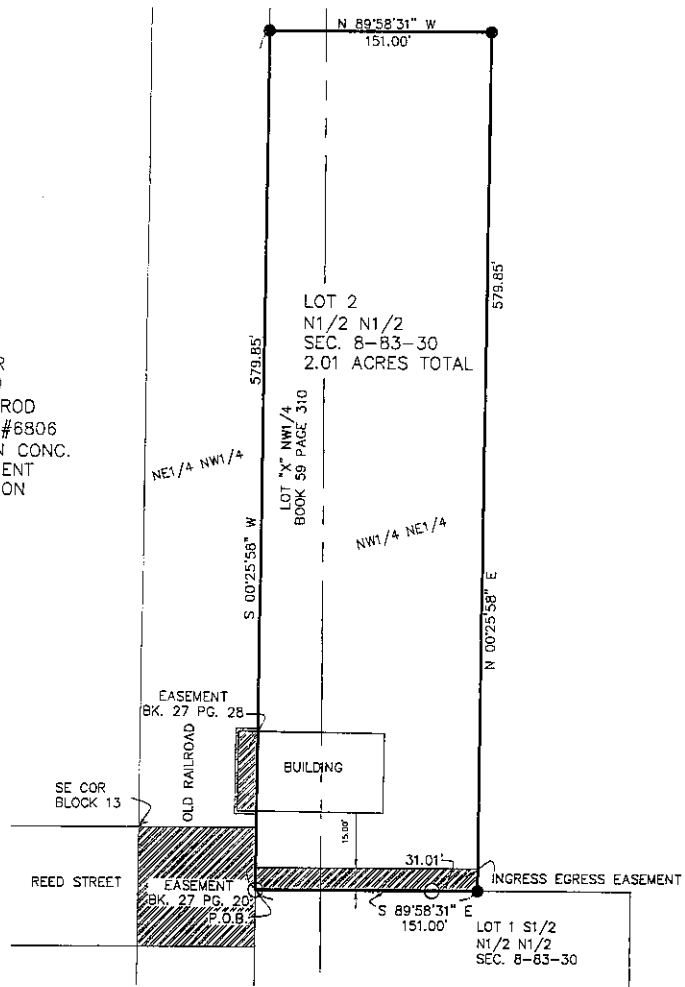 N 89°58'31" W
151.00'
579.85'
579.85'
LOT 2
N1/2 N1/2
SEC. 8-83-30
2.01 ACRES TOTAL
ROD
#6806
CONC.
LOT "X" NW1/4
BOOK 59 PAGE 310
NE1/4 NW1/4
NW1/4 NE1/4
S 00°25'58" W
N 00°25'58" E
EASEMENT
BK. 27 PG. 28
OLD RAILROAD
BUILDING
SE COR
BLOCK 13
15.00'
31.01'
REED STREET
EASEMENT
BK. 27 PG. 20
P.O.B.
INGRESS EGRESS EASEMENT
S 89°58'31" E
151.00'
LOT 1 S1/2
N1/2 N1/2
SEC. 8-83-30